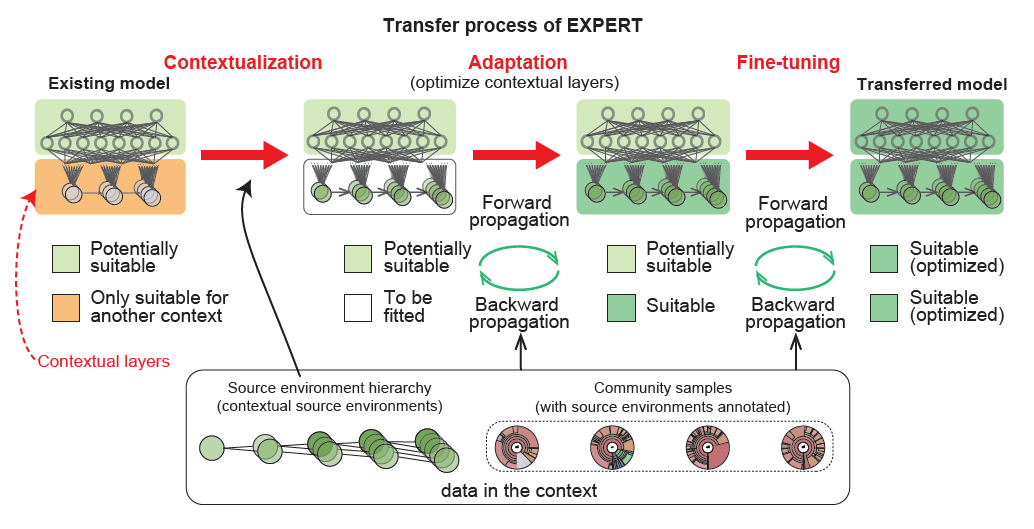 Transfer process of EXPERT
Contextualization
Adaptation
(optimize contextual layers)
Fine-tuning
Existing model
Transferred model
Forward
propagation
Forward
propagation
Potentially
suitable
Only suitable for
another context
Potentially
suitable
To be
fitted
Backward
propagation
Potentially
suitable
Suitable
Backward
propagation
Suitable
(optimized)
Suitable
(optimized)
Contextual layers
Source environment hierarchy
(contextual source environments)
Community samples
(with source environments annotated)
data in the context